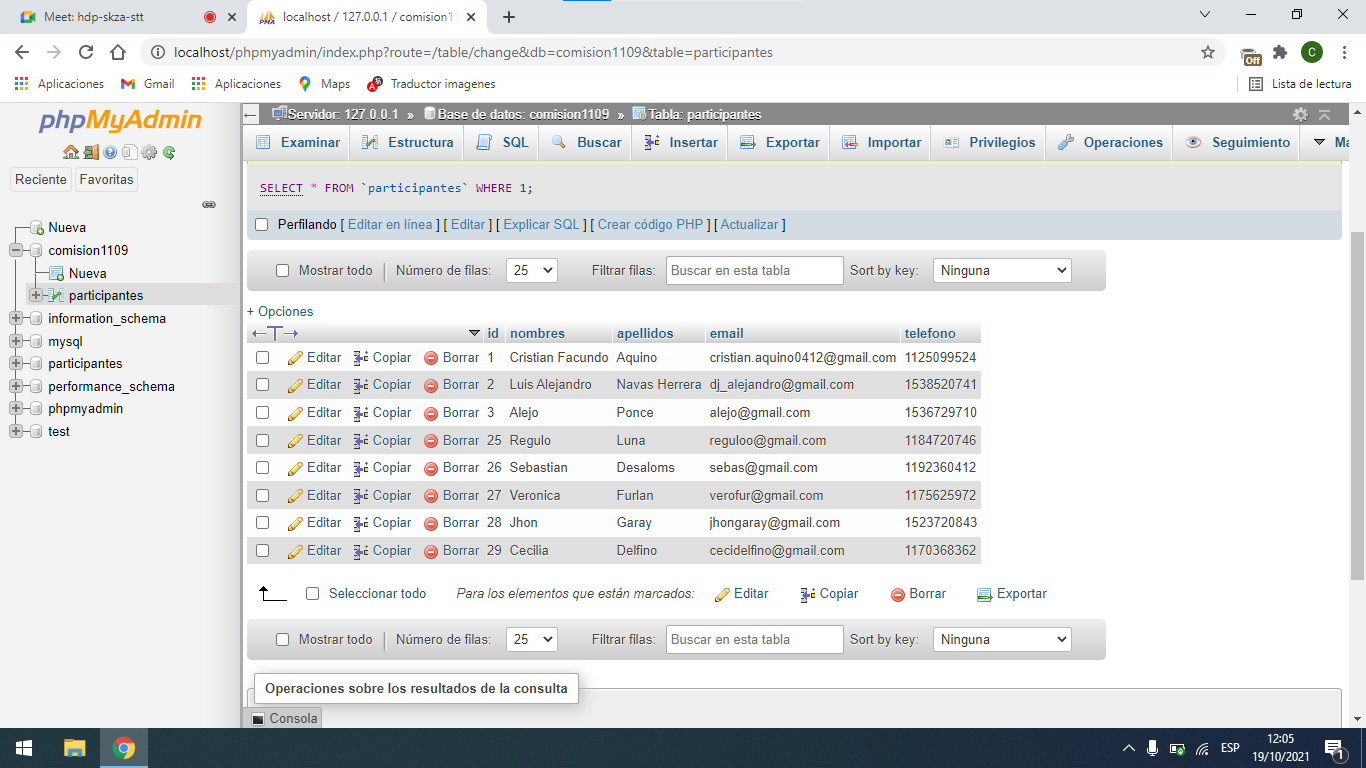 Meet: hdp-skza-stt
localhost / 127.0.0.1 / comision1
localhost/phpmyadmin/index.php?route=/table/change&db=comision1109&table=participantes
Off
C
Aplicaciones Gmail Aplicaciones Maps Traductor imagenes Lista de lectura
phpMyAdmin
Reciente Favoritas
Nueva
comision1109
Nueva
participantes
information_schema
mysql
participantes
performance_schema
phpmyadmin
test
Servidor: 127.0.0.1 » Base de datos: comision1109 » Tabla: participantes
Examinar Estructura SQL Buscar Insertar Exportar Importar Privilegios Operaciones Seguimiento Ma
SELECT * FROM `participantes` WHERE 1;
Perfilando [ Editar en línea ] [ Editar ] [ Explicar SQL ] [ Crear código PHP ] [ Actualizar ]
Mostrar todo Número de filas: 25 Filtrar filas: Buscar en esta tabla Sort by key: Ninguna
+ Opciones
←T→ id nombres apellidos email telefono
Editar Copiar Borrar 1 Cristian Facundo Aquino cristian.aquino0412@gmail.com 1125099524
Editar Copiar Borrar 2 Luis Alejandro Navas Herrera dj_alejandro@gmail.com 1538520741
Editar Copiar Borrar 3 Alejo Ponce alejo@gmail.com 1536729710
Editar Copiar Borrar 25 Regulo Luna reguloo@gmail.com 1184720746
Editar Copiar Borrar 26 Sebastian Desaloms sebas@gmail.com 1192360412
Editar Copiar Borrar 27 Veronica Furlan verofur@gmail.com 1175625972
Editar Copiar Borrar 28 Jhon Garay jhongaray@gmail.com 1523720843
Editar Copiar Borrar 29 Cecilia Delfino cecidelfino@gmail.com 1170368362
Seleccionar todo Para los elementos que están marcados: Editar Copiar Borrar Exportar
Mostrar todo Número de filas: 25 Filtrar filas: Buscar en esta tabla Sort by key: Ninguna
Operaciones sobre los resultados de la consulta
Consola
ESP
12:05
19/10/2021
1